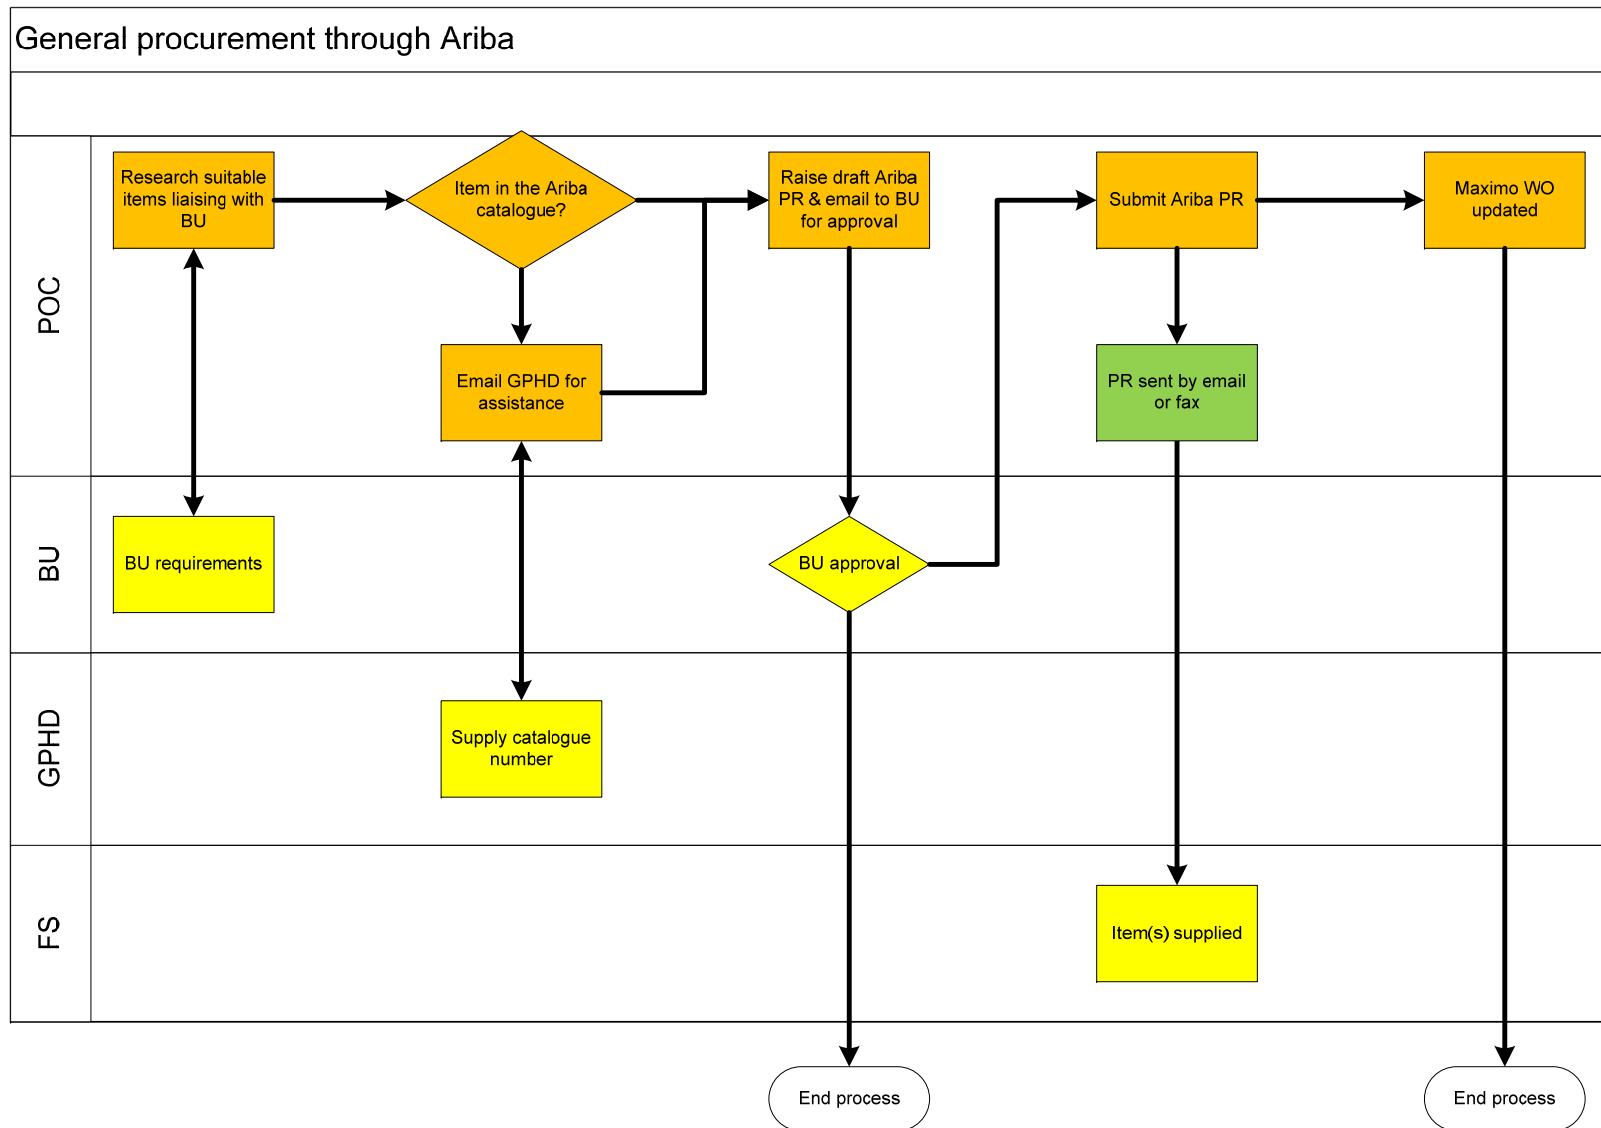 General procurement through Ariba
POC
Research suitable
items liaising with
BU
Item in the Ariba
catalogue?
Raise draft Ariba
PR & email to BU
for approval
Submit Ariba PR
Maximo WO
updated
Email GPHD for
assistance
PR sent by email
or fax
BU
BU requirements
BU approval
GPHD
Supply catalogue
number
FS
Item(s) supplied
End process
End process